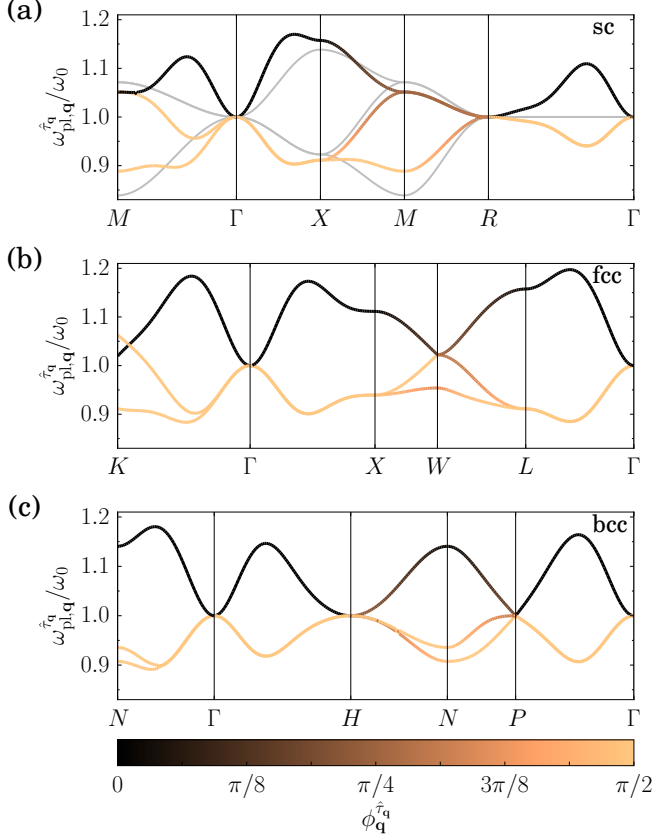 (a)
sc
1.2
1.1
1.0
0.9
ω^{τ̂_q}_{pl,q}/ω_0
M Γ X M R Γ
(b)
fcc
1.2
1.1
1.0
0.9
ω^{τ̂_q}_{pl,q}/ω_0
K Γ X W L Γ
(c)
bcc
1.2
1.1
1.0
0.9
ω^{τ̂_q}_{pl,q}/ω_0
N Γ H N P Γ
0 π/8 π/4 3π/8 π/2
ϕ^{τ̂_q}_q